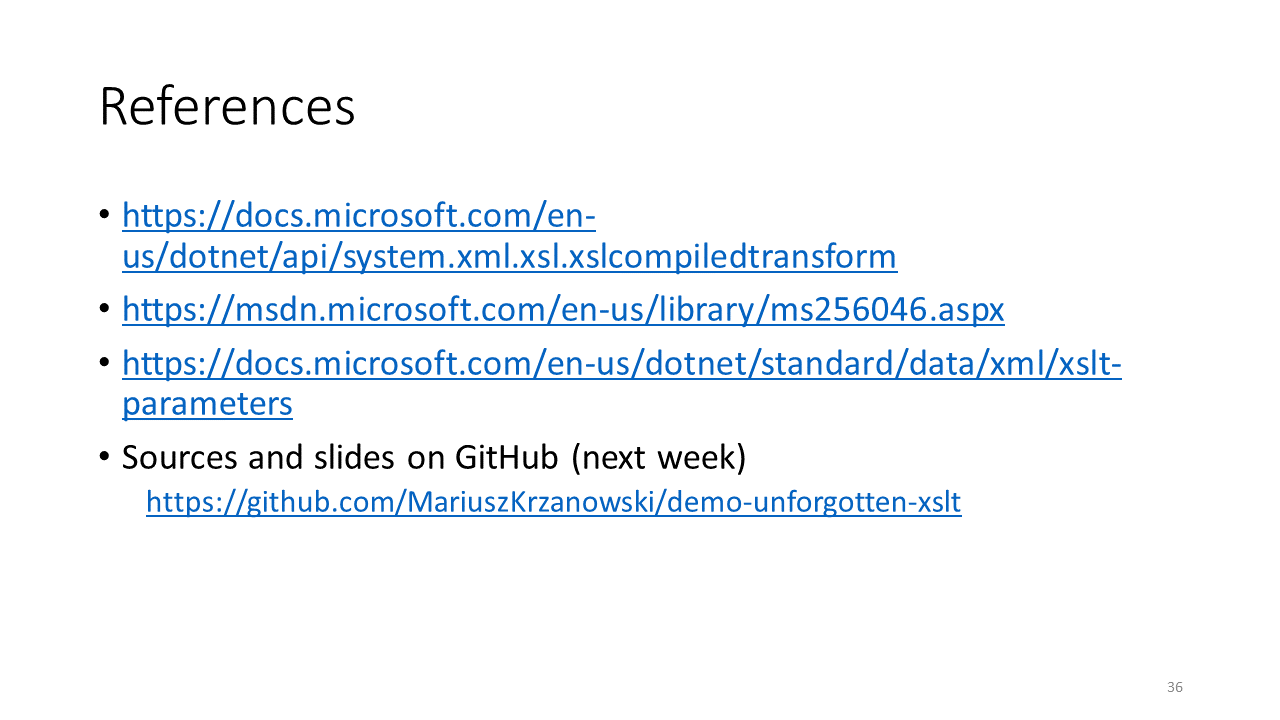 References
• https://docs.microsoft.com/en-
us/dotnet/api/system.xml.xsl.xslcompiledtransform
• https://msdn.microsoft.com/en-us/library/ms256046.aspx
• https://docs.microsoft.com/en-us/dotnet/standard/data/xml/xslt-
parameters
• Sources and slides on GitHub (next week)
https://github.com/MariuszKrzanowski/demo-unforgotten-xslt
36